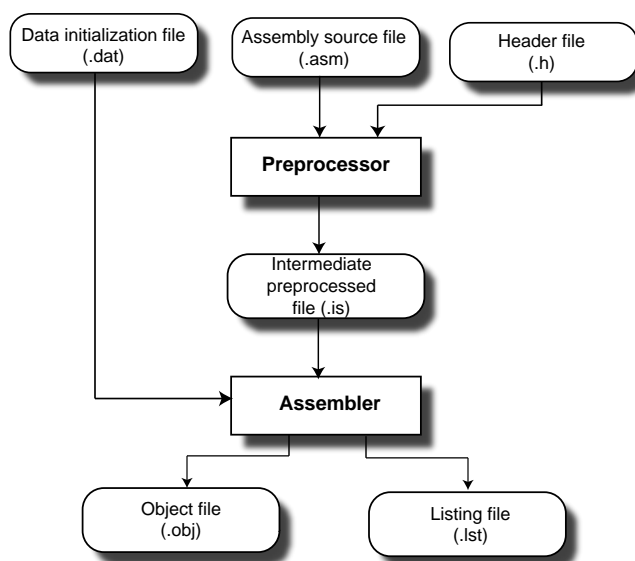 Data initialization file
(.dat)
Assembly source file
(.asm)
Header file
(.h)
Preprocessor
Intermediate
preprocessed
file (.is)
Assembler
Object file
(.obj)
Listing file
(.lst)